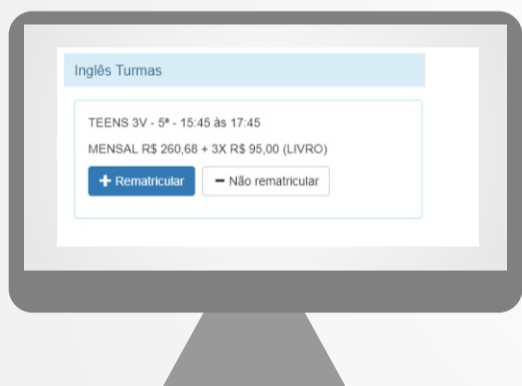 Inglês Turmas
TEENS 3V - 5ª - 15:45 às 17:45
MENSAL R$ 260,68 + 3X R$ 95,00 (LIVRO)
+ Rematricular
− Não rematricular